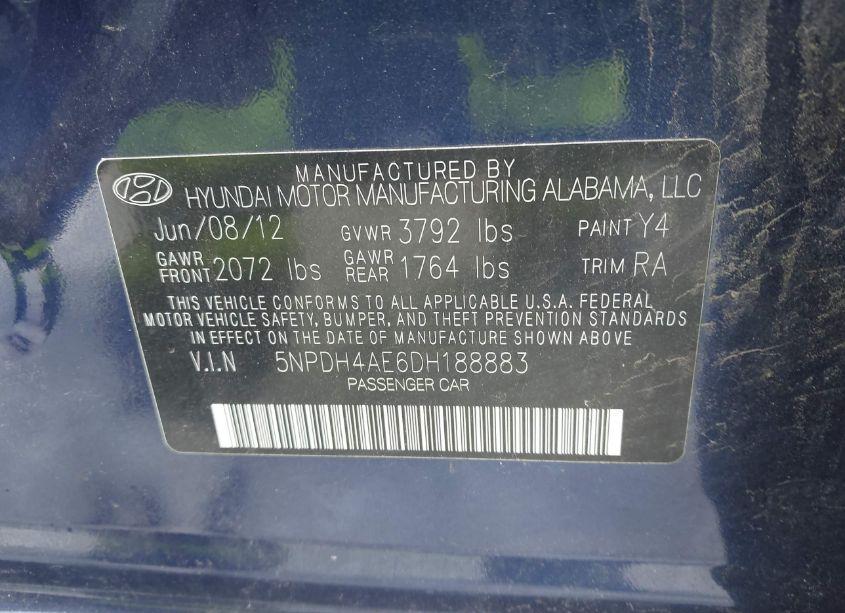 MANUFACTURED BY
HYUNDAI MOTOR MANUFACTURING ALABAMA, LLC
Jun/08/12 GVWR 3792 lbs PAINT Y4
GAWR FRONT 2072 lbs GAWR REAR 1764 lbs TRIM RA
THIS VEHICLE CONFORMS TO ALL APPLICABLE U.S.A. FEDERAL
MOTOR VEHICLE SAFETY, BUMPER, AND THEFT PREVENTION STANDARDS
IN EFFECT ON THE DATE OF MANUFACTURE SHOWN ABOVE
V.I.N 5NPDH4AE6DH188883
PASSENGER CAR